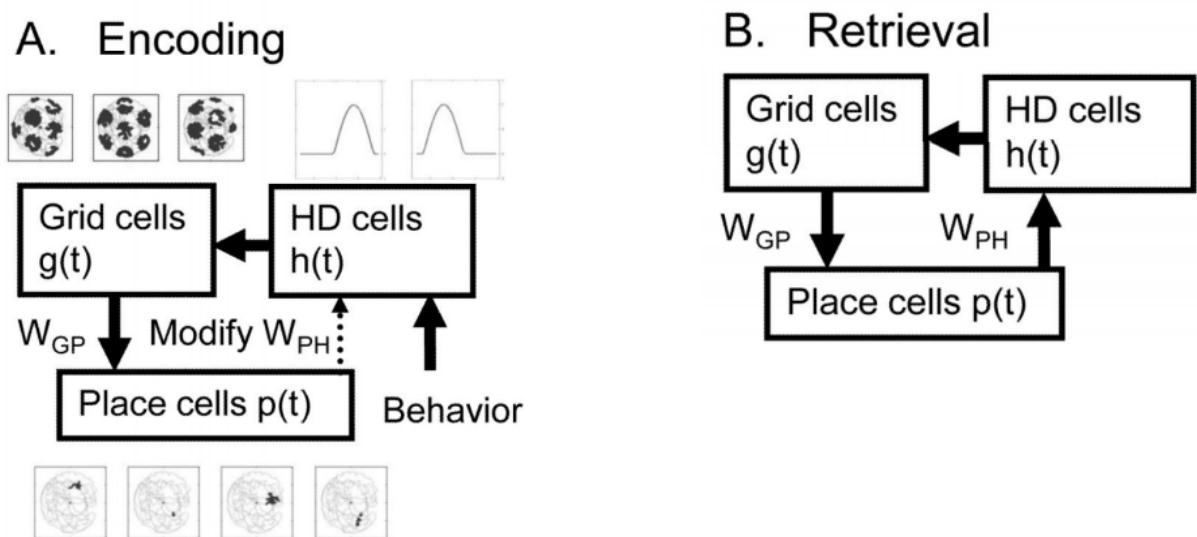 A. Encoding
Grid cells
g(t)
HD cells
h(t)
W_GP
Modify W_PH
Place cells p(t)
Behavior
B. Retrieval
Grid cells
g(t)
HD cells
h(t)
W_GP
W_PH
Place cells p(t)